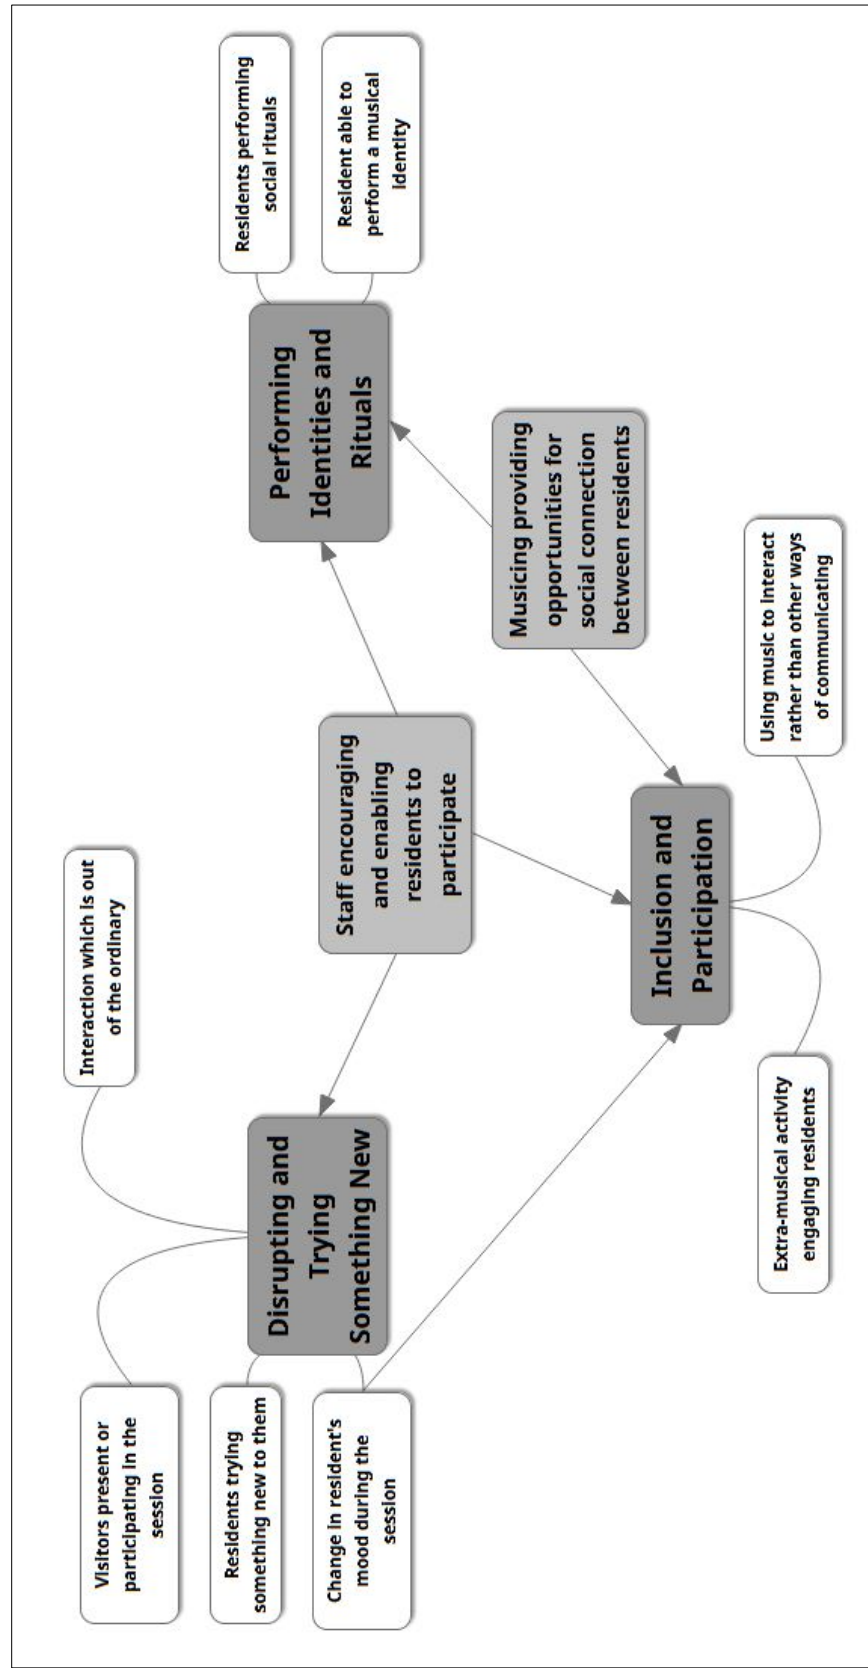 Interaction which is out
of the ordinary
Visitors present or
participating in the
session
Residents trying
something new to them
Change in resident's
mood during the
session
Disrupting and
Trying
Something New
Staff encouraging
and enabling
residents to
participate
Performing
Identities and
Rituals
Residents performing
social rituals
Resident able to
perform a musical
identity
Musicing providing
opportunities for
social connection
between residents
Inclusion and
Participation
Extra-musical activity
engaging residents
Using music to interact
rather than other ways
of communicating